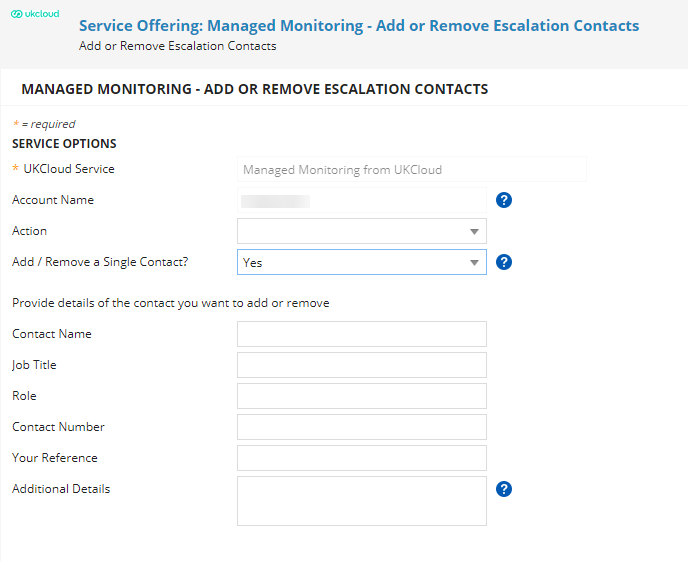 ukcloud
Service Offering: Managed Monitoring - Add or Remove Escalation Contacts
Add or Remove Escalation Contacts
MANAGED MONITORING - ADD OR REMOVE ESCALATION CONTACTS
* = required
SERVICE OPTIONS
* UKCloud Service Managed Monitoring from UKCloud
Account Name ?
Action
Add / Remove a Single Contact? Yes ?
Provide details of the contact you want to add or remove
Contact Name
Job Title
Role
Contact Number
Your Reference
Additional Details ?